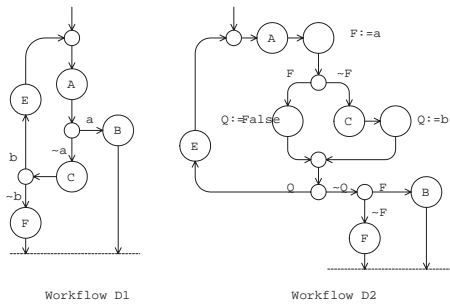 A
F:=a
F
~F
E
a
B
Q:=False
C
Q:=b
~a
E
b
C
~b
Q
~Q
F
B
~F
F
F
Workflow D1
Workflow D2